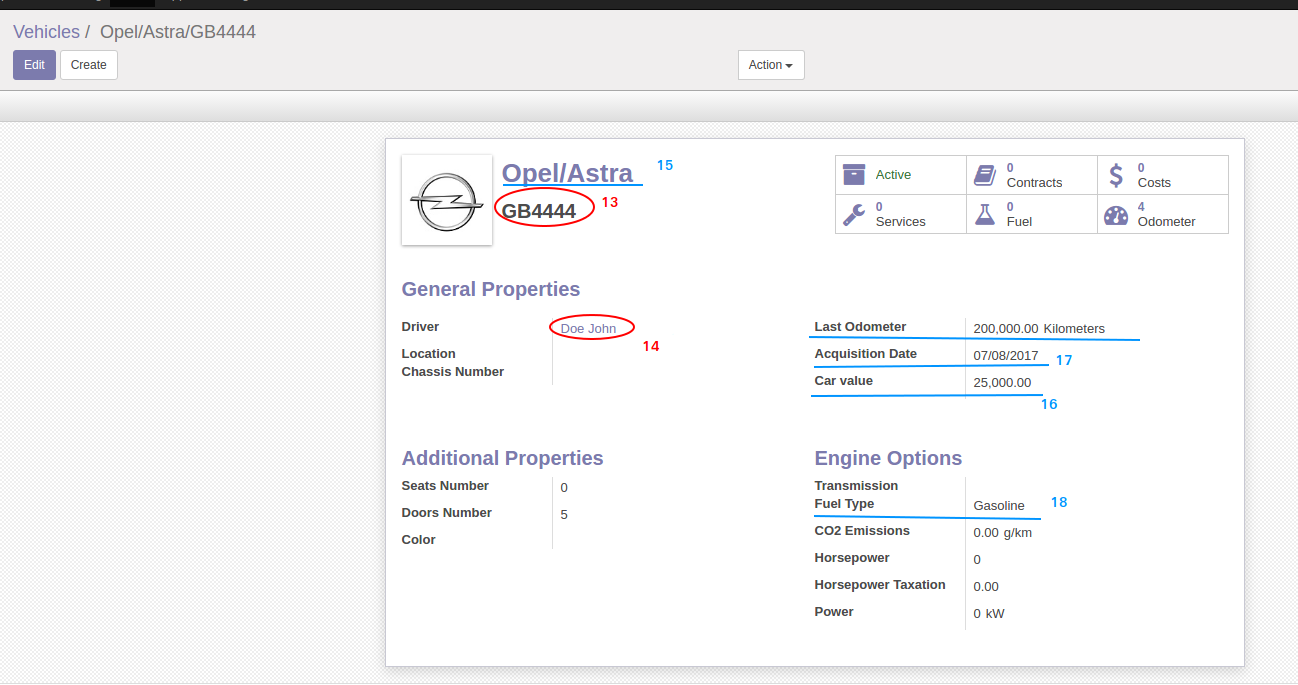 Vehicles / Opel/Astra/GB4444
Edit Create Action
Opel/Astra 15
GB4444 13
Active
0 Contracts
0 Costs
0 Services
0 Fuel
4 Odometer
General Properties
Driver Doe John
14
Location
Chassis Number
Last Odometer 200,000.00 Kilometers
Acquisition Date 07/08/2017 17
Car value 25,000.00
16
Additional Properties
Seats Number 0
Doors Number 5
Color
Engine Options
Transmission
Fuel Type Gasoline 18
CO2 Emissions 0.00 g/km
Horsepower 0
Horsepower Taxation 0.00
Power 0 kW